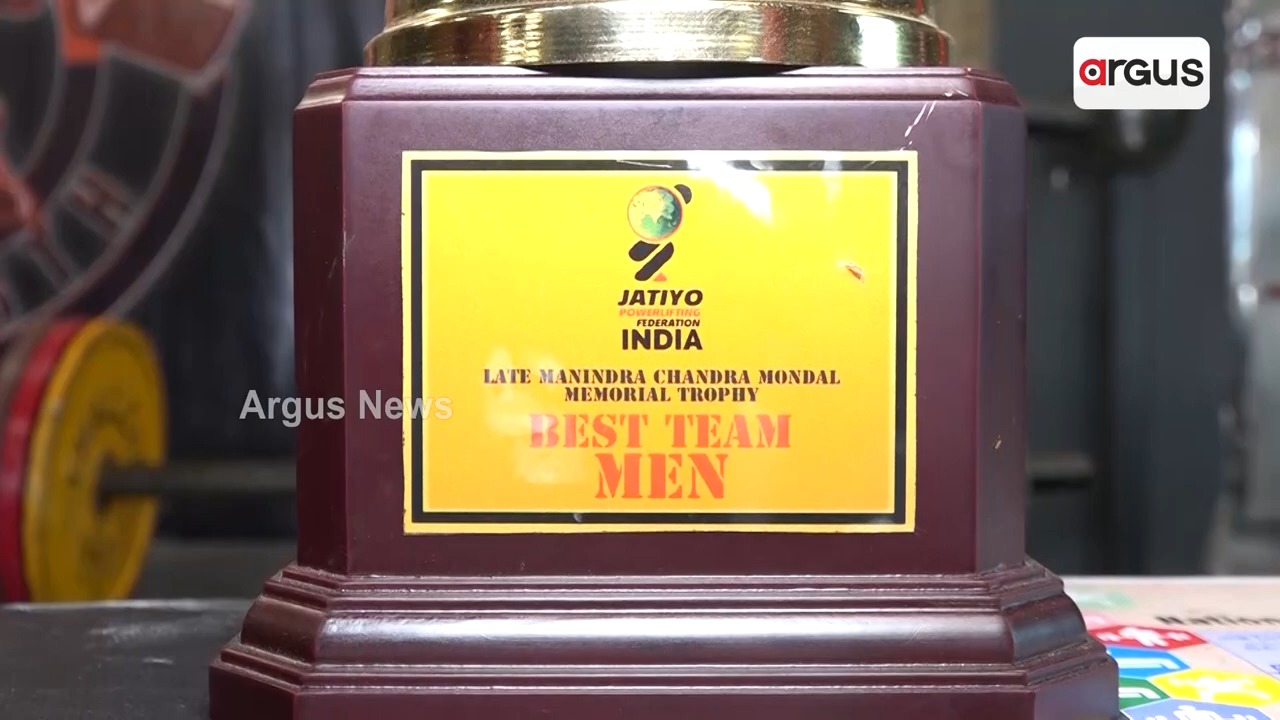 argus
JATIYO
POWERLIFTING
FEDERATION
INDIA
LATE MANINDRA CHANDRA MONDAL
MEMORIAL TROPHY
Argus News
BEST TEAM
MEN